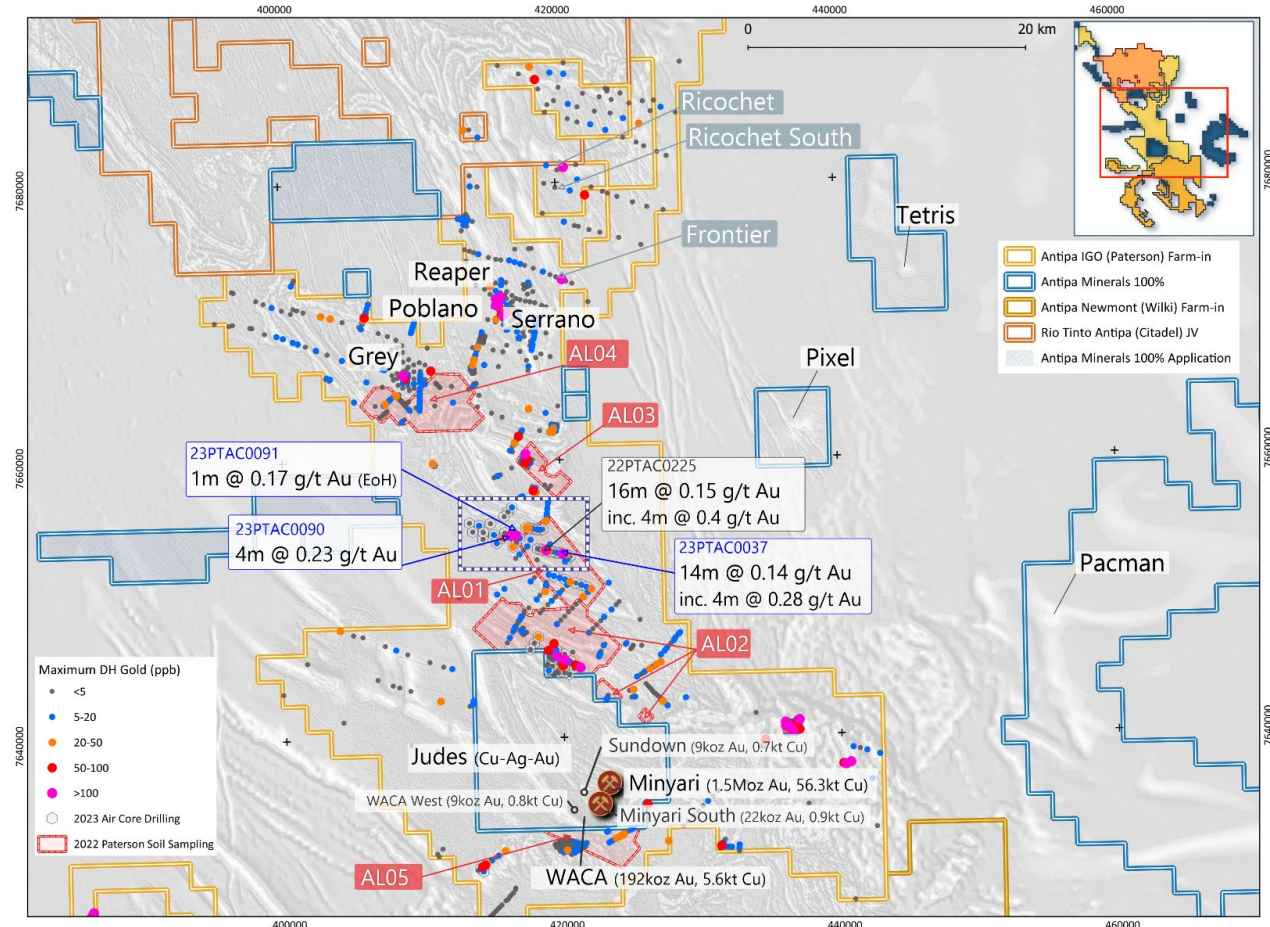 400000
420000
440000
460000
0
20 km
Ricochet
Ricochet South
7680000
7680000
Tetris
Frontier
Antipa IGO (Paterson) Farm-in
Antipa Minerals 100%
Antipa Newmont (Wilki) Farm-in
Rio Tinto Antipa (Citadel) JV
Antipa Minerals 100% Application
Reaper
Poblano
Serrano
Grey
AL04
Pixel
AL03
7660000
7660000
23PTAC0091
1m @ 0.17 g/t Au (EoH)
22PTAC0225
16m @ 0.15 g/t Au
inc. 4m @ 0.4 g/t Au
23PTAC0090
4m @ 0.23 g/t Au
23PTAC0037
14m @ 0.14 g/t Au
inc. 4m @ 0.28 g/t Au
Pacman
AL01
AL02
Maximum DH Gold (ppb)
<5
5-20
20-50
50-100
>100
2023 Air Core Drilling
2022 Paterson Soil Sampling
7640000
7640000
Judes (Cu-Ag-Au)
Sundown (9koz Au, 0.7kt Cu)
Minyari (1.5Moz Au, 56.3kt Cu)
WACA West (9koz Au, 0.8kt Cu)
Minyari South (22koz Au, 0.9kt Cu)
AL05
WACA (192koz Au, 5.6kt Cu)
400000
420000
440000
460000